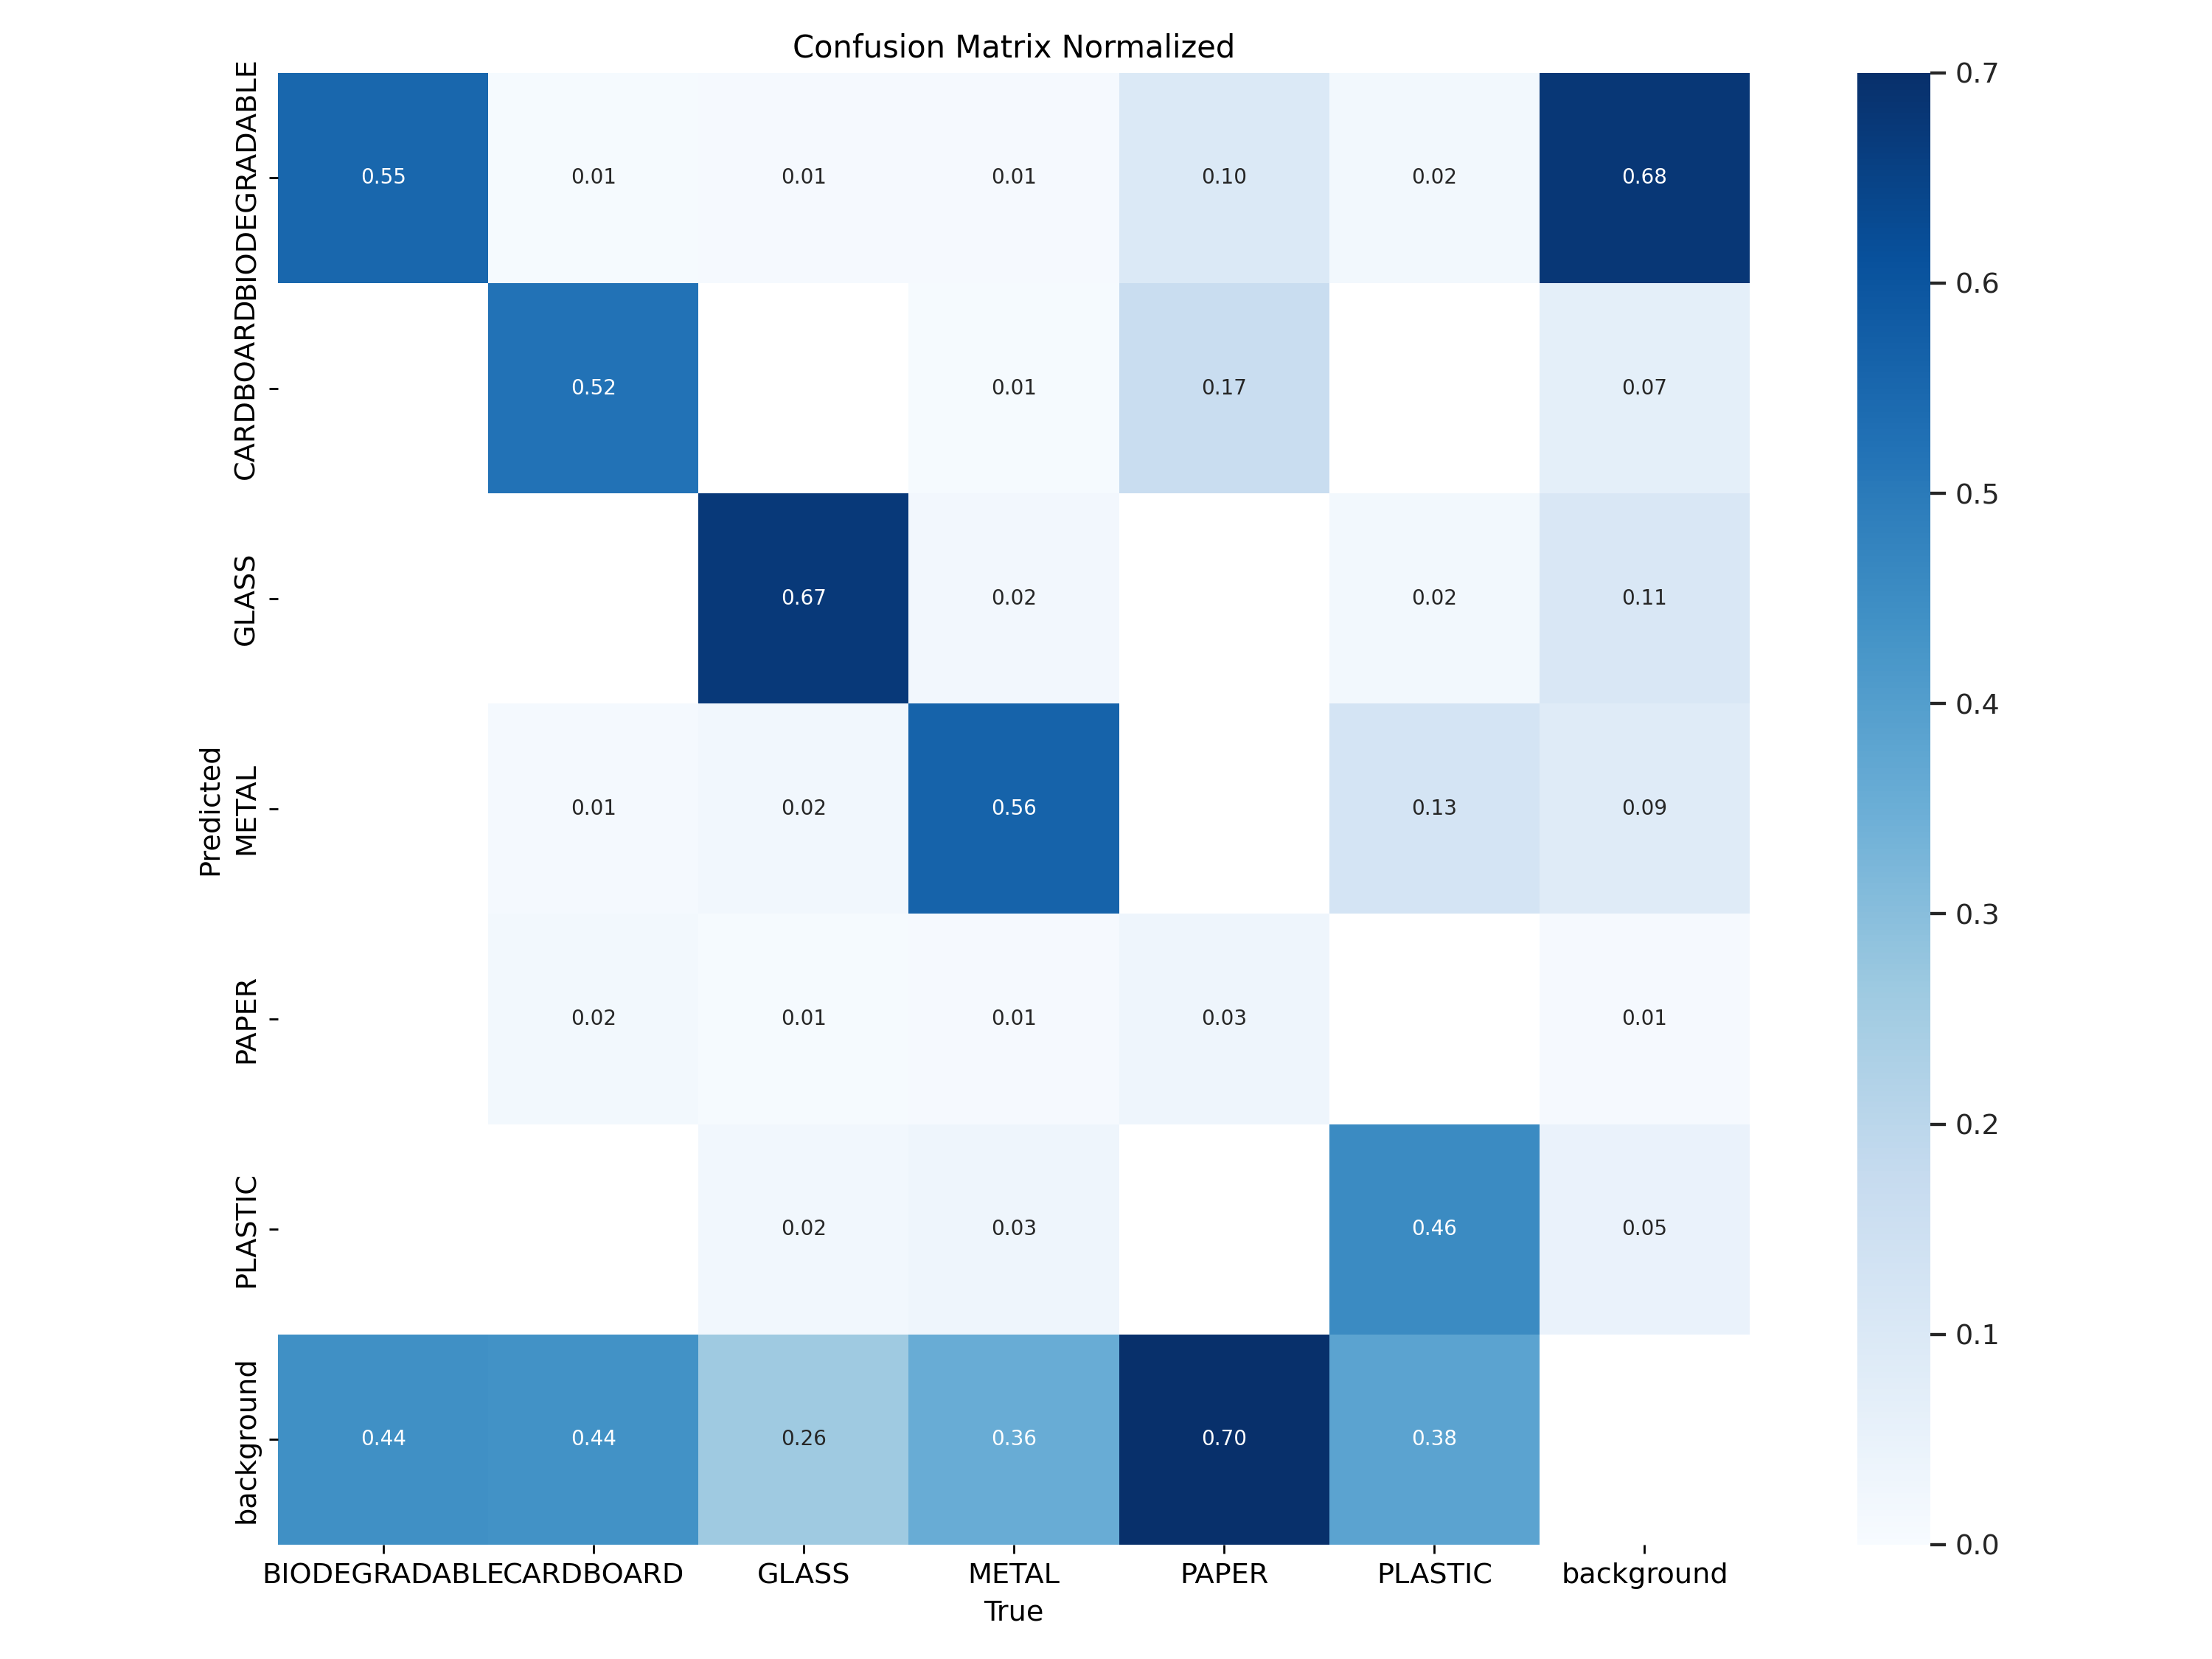 Confusion Matrix Normalized
BIODEGRADABLE 0.55 0.01 0.01 0.01 0.10 0.02 0.68
CARDBOARD 0.52 0.01 0.17 0.07
GLASS 0.67 0.02 0.02 0.11
METAL 0.01 0.02 0.56 0.13 0.09
PAPER 0.02 0.01 0.01 0.03 0.01
PLASTIC 0.02 0.03 0.46 0.05
background 0.44 0.44 0.26 0.36 0.70 0.38
Predicted
BIODEGRADABLE CARDBOARD GLASS METAL PAPER PLASTIC background
True
0.7
0.6
0.5
0.4
0.3
0.2
0.1
0.0